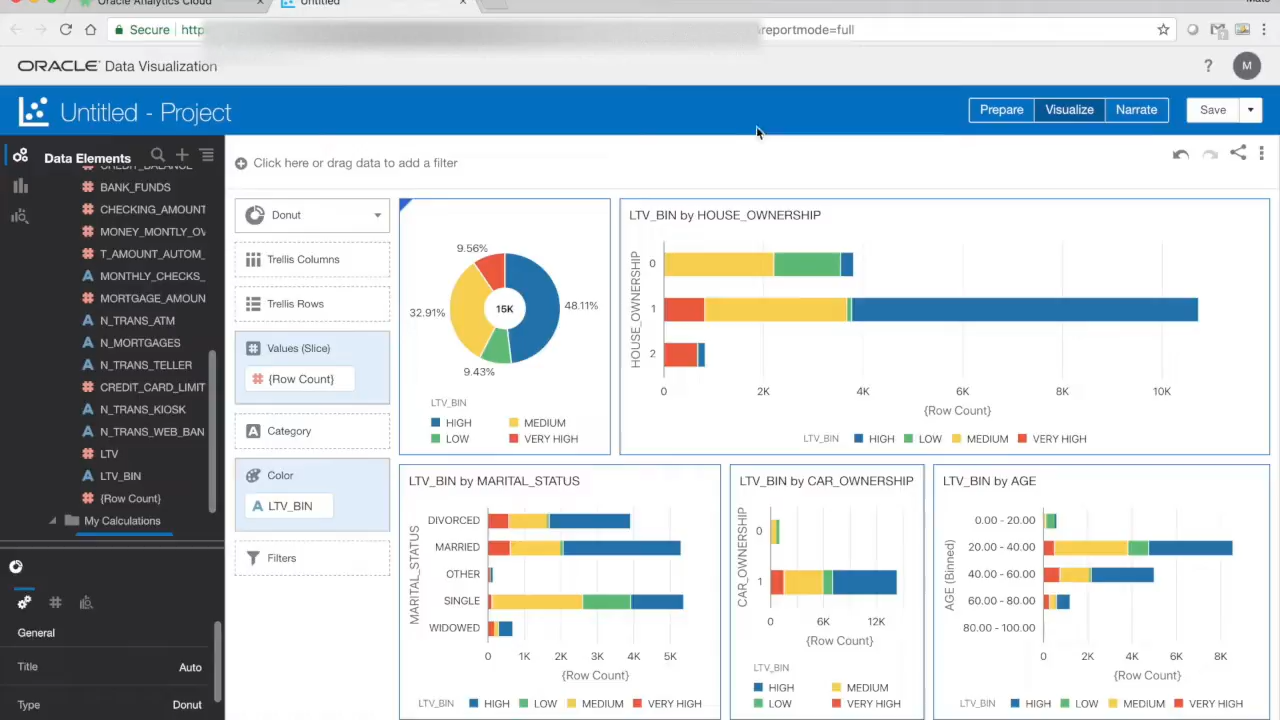 Oracle Analytics Cloud
Untitled
Secure
http
reportmode=full
ORACLE Data Visualization
?
M
Untitled - Project
Prepare
Visualize
Narrate
Save
Data Elements
CREDIT_BALANCE
BANK_FUNDS
CHECKING_AMOUNT
MONEY_MONTLY_OV
T_AMOUNT_AUTOM_
MONTHLY_CHECKS_
MORTGAGE_AMOUN
N_TRANS_ATM
N_MORTGAGES
N_TRANS_TELLER
CREDIT_CARD_LIMIT
N_TRANS_KIOSK
N_TRANS_WEB_BAN
LTV
LTV_BIN
{Row Count}
My Calculations
General
Title Auto
Type Donut
Click here or drag data to add a filter
Donut
Trellis Columns
Trellis Rows
Values (Slice)
{Row Count}
Category
Color
LTV_BIN
Filters
9.56%
32.91%
15K
48.11%
9.43%
LTV_BIN
HIGH MEDIUM
LOW VERY HIGH
LTV_BIN by HOUSE_OWNERSHIP
HOUSE_OWNERSHIP
0
1
2
0 2K 4K 6K 8K 10K
{Row Count}
LTV_BIN HIGH LOW MEDIUM VERY HIGH
LTV_BIN by MARITAL_STATUS
MARITAL_STATUS
DIVORCED
MARRIED
OTHER
SINGLE
WIDOWED
0 1K 2K 3K 4K 5K
{Row Count}
LTV_BIN HIGH LOW MEDIUM VERY HIGH
LTV_BIN by CAR_OWNERSHIP
CAR_OWNERSHIP
0
1
0 6K 12K
{Row Count}
LTV_BIN
HIGH MEDIUM
LOW VERY HIGH
LTV_BIN by AGE
AGE (Binned)
0.00 - 20.00
20.00 - 40.00
40.00 - 60.00
60.00 - 80.00
80.00 - 100.00
0 2K 4K 6K 8K
{Row Count}
LTV_BIN HIGH LOW MEDIUM VERY HIGH